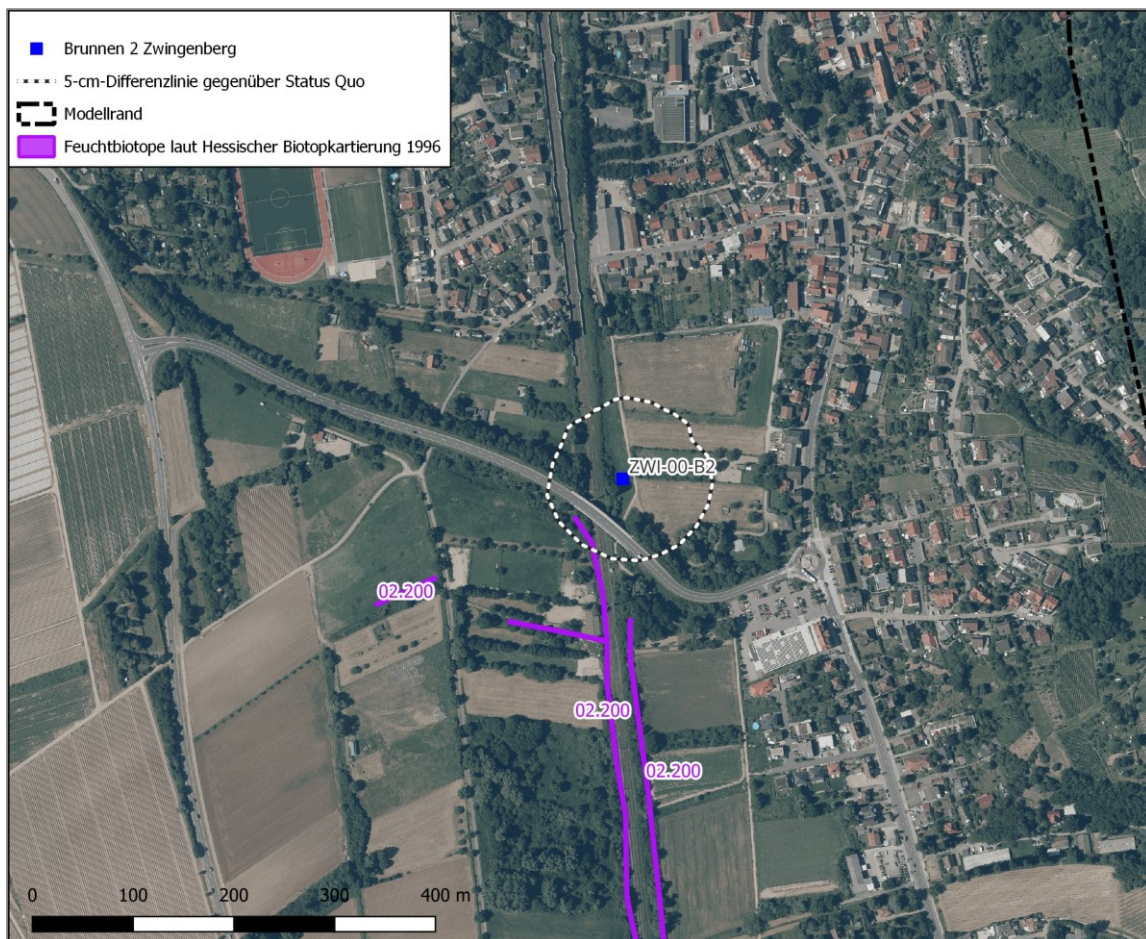 Brunnen 2 Zwingenberg
5-cm-Differenzlinie gegenüber Status Quo
Modellrand
Feuchtbiotope laut Hessischer Biotopkartierung 1996
ZWI-00-B2
02.200
02.200
02.200
0 100 200 300 400 m